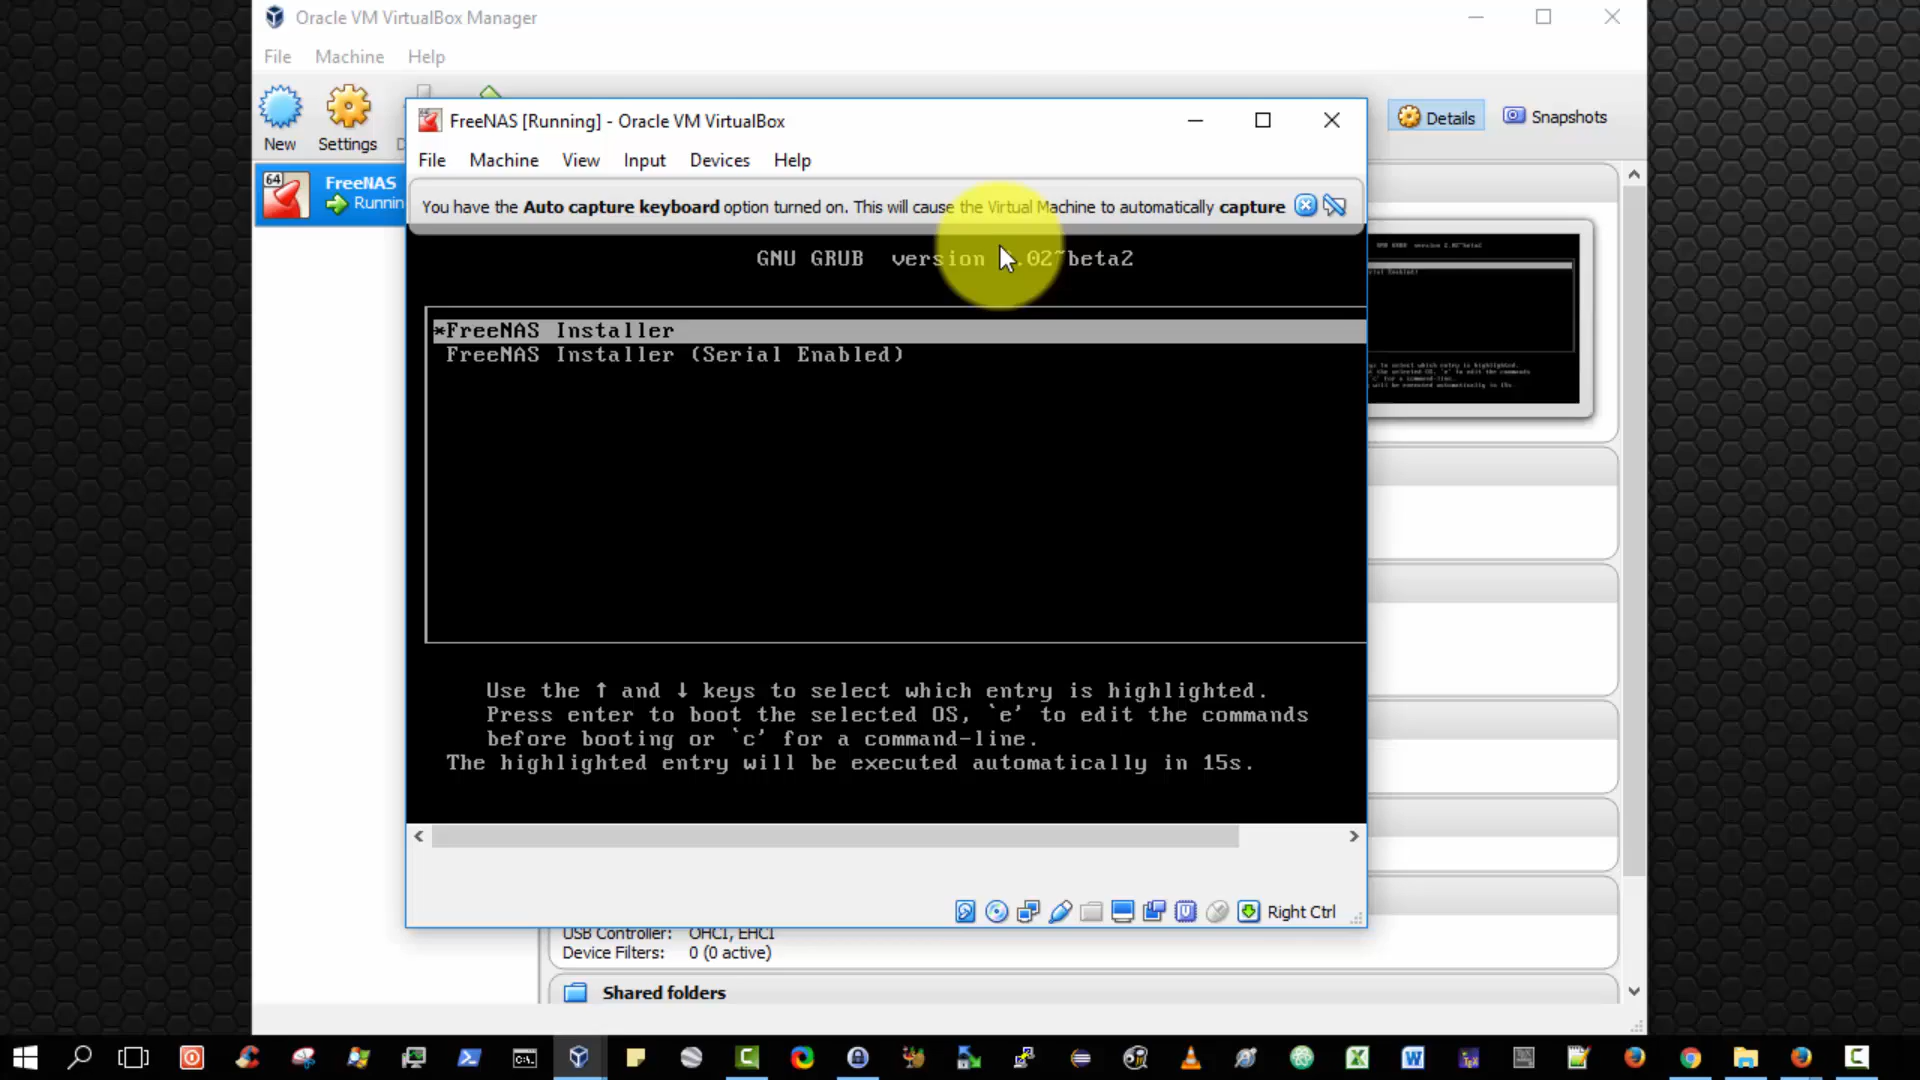 Oracle VM VirtualBox Manager
File Machine Help
New Settings
Details Snapshots
FreeNAS [Running] - Oracle VM VirtualBox
File Machine View Input Devices Help
64 FreeNAS
Runnin
You have the Auto capture keyboard option turned on. This will cause the Virtual Machine to automatically capture
GNU GRUB version 2.02~beta2
*FreeNAS Installer
FreeNAS Installer (Serial Enabled)
Use the ↑ and ↓ keys to select which entry is highlighted.
Press enter to boot the selected OS, `e' to edit the commands
before booting or `c' for a command-line.
The highlighted entry will be executed automatically in 15s.
Right Ctrl
USB Controller: OHCI, EHCI
Device Filters: 0 (0 active)
Shared folders